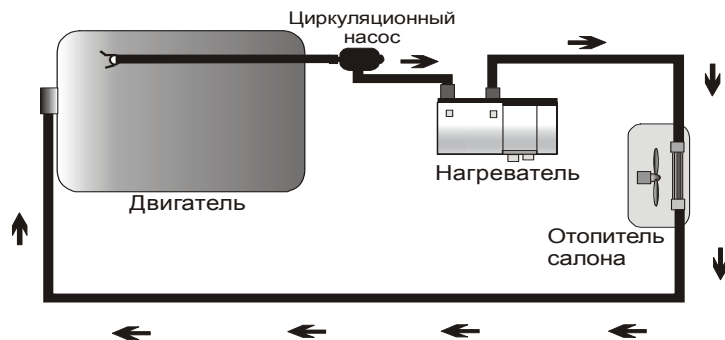 Циркуляционный
насос
Двигатель
Нагреватель
Отопитель
салона